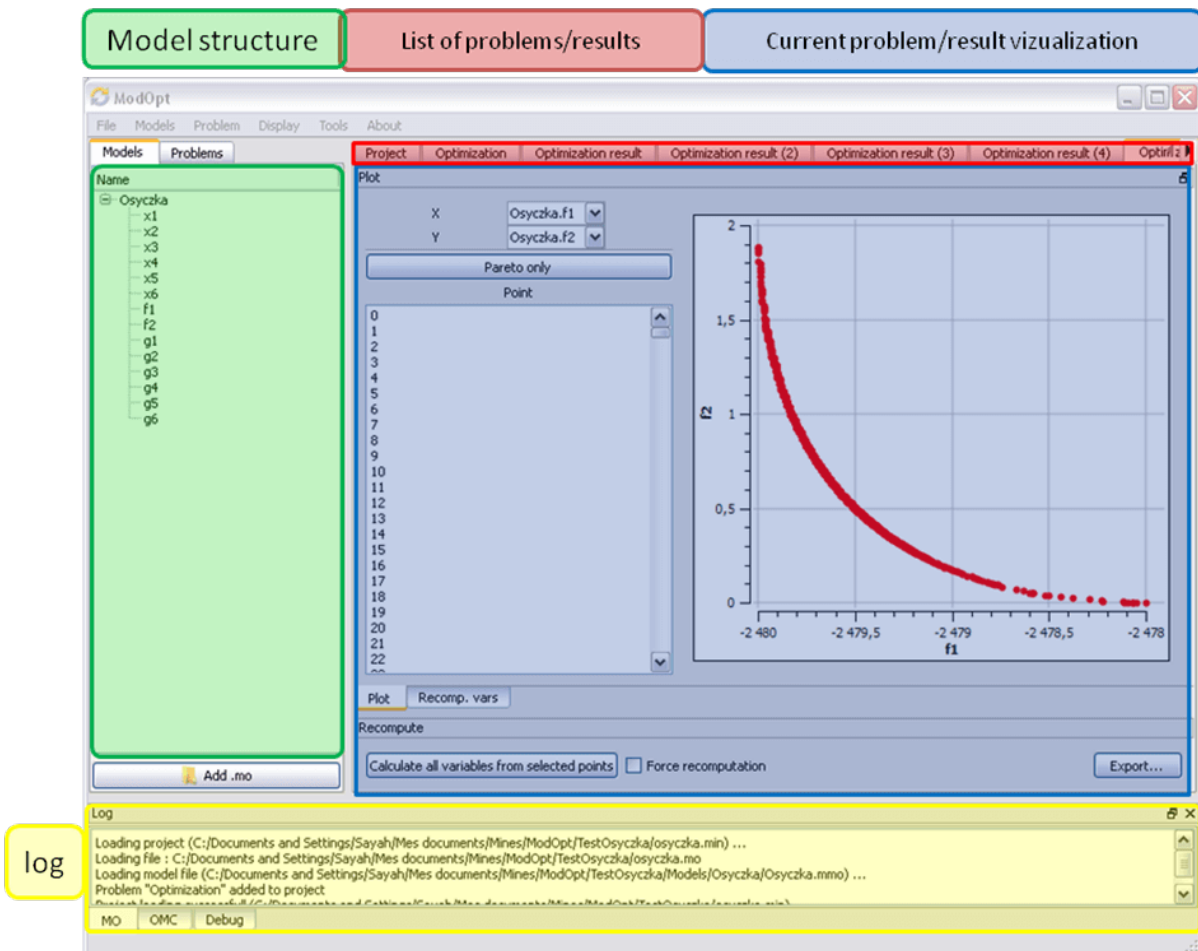 Model structure
List of problems/results
Current problem/result vizualization
ModOpt
File Models Problem Display Tools About
Models Problems
Project Optimization Optimization result Optimization result (2) Optimization result (3) Optimization result (4)
Name
Osyczka
x1
x2
x3
x4
x5
x6
f1
f2
g1
g2
g3
g4
g5
g6
Add .mo
Plot
X Osyczka.f1
Y Osyczka.f2
Pareto only
Point
0
1
2
3
4
5
6
7
8
9
10
11
12
13
14
15
16
17
18
19
20
21
22
2
1,5
1
0,5
0
f2
-2 480 -2 479,5 -2 479 -2 478,5 -2 478
f1
Plot Recomp. vars
Recompute
Calculate all variables from selected points Force recomputation Export...
log
Log
Loading project (C:/Documents and Settings/Sayah/Mes documents/Mines/ModOpt/TestOsyczka/osyczka.min) ...
Loading file : C:/Documents and Settings/Sayah/Mes documents/Mines/ModOpt/TestOsyczka/osyczka.mo
Loading model file (C:/Documents and Settings/Sayah/Mes documents/Mines/ModOpt/TestOsyczka/Models/Osyczka/Osyczka.mmo) ...
Problem "Optimization" added to project
MO OMC Debug